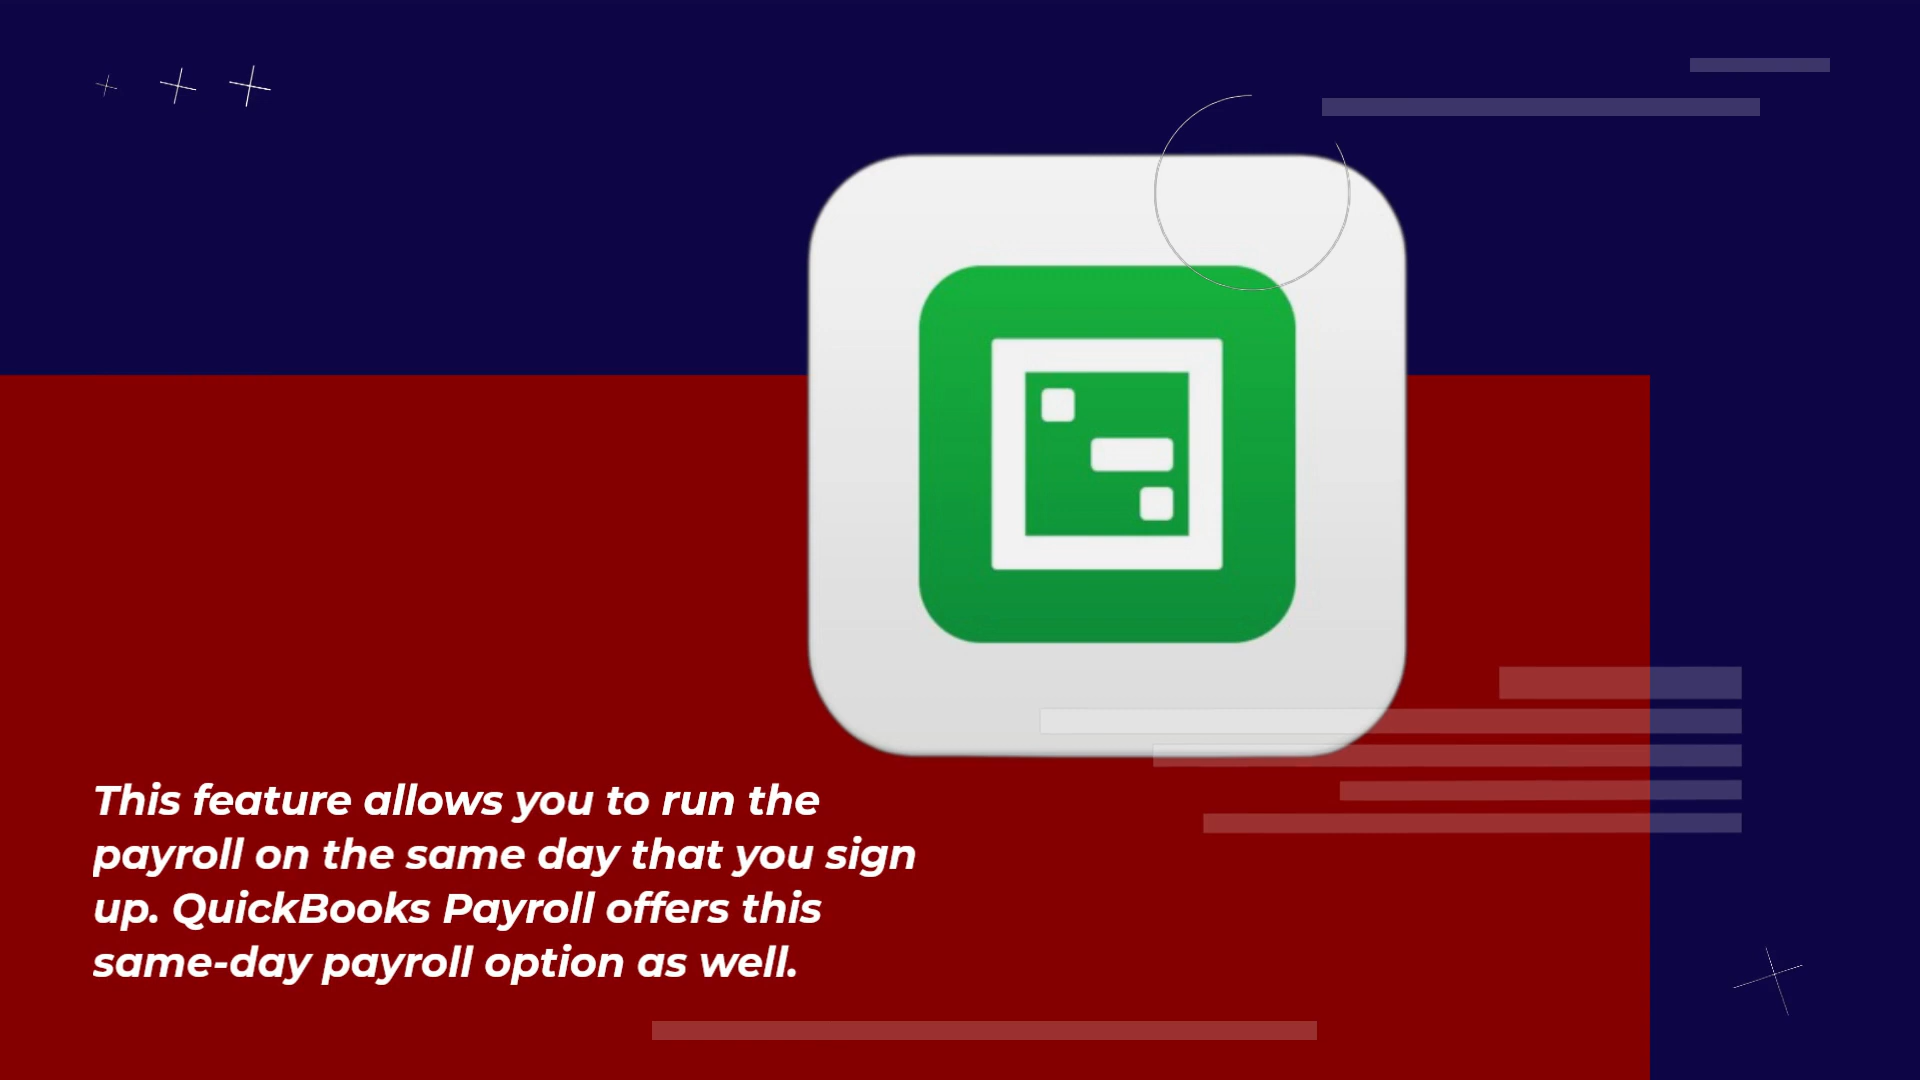 This feature allows you to run the
payroll on the same day that you sign
up. QuickBooks Payroll offers this
same-day payroll option as well.